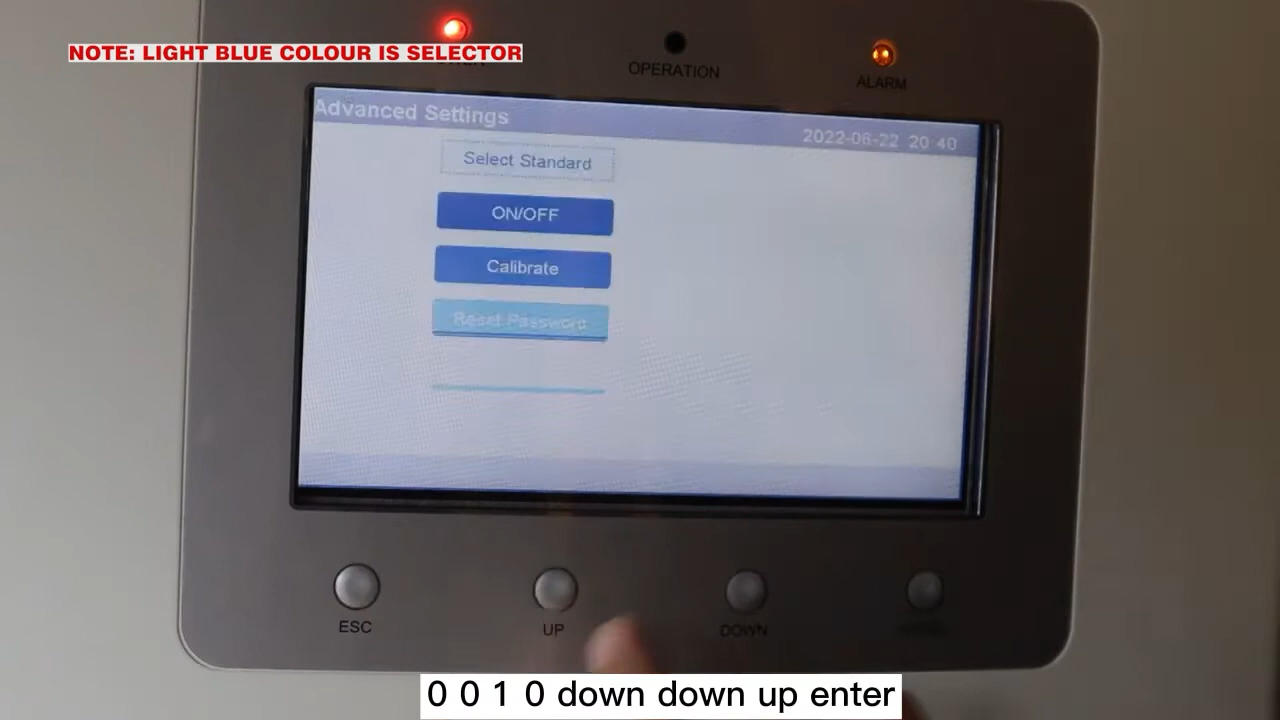 NOTE: LIGHT BLUE COLOUR IS SELECTOR
OPERATION
ALARM
Advanced Settings
2022-06-22 20:40
Select Standard
ON/OFF
Calibrate
Reset Password
ESC
UP
DOWN
0 0 1 0 down down up enter